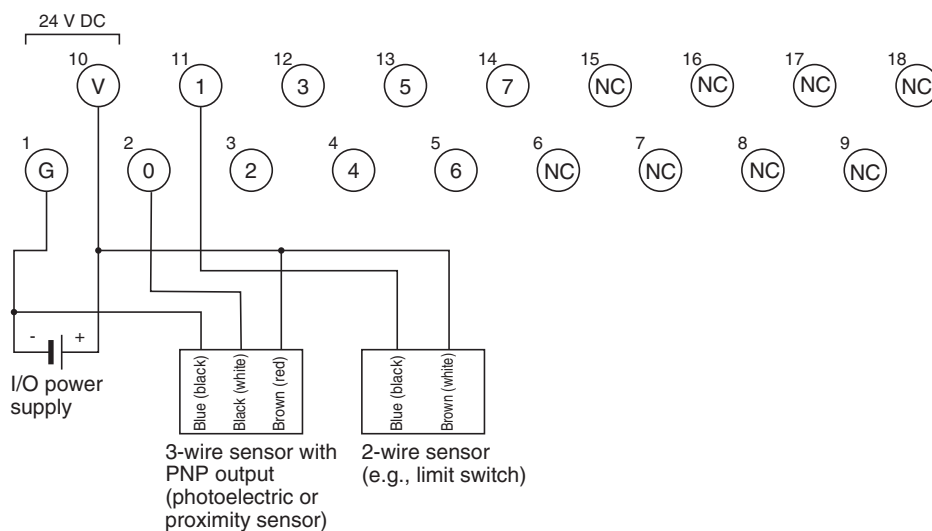 24 V DC
10
11
12
13
14
15
16
17
18
V
1
3
5
7
NC
NC
NC
NC
1
2
3
4
5
6
7
8
9
G
0
2
4
6
NC
NC
NC
NC
- +
I/O power
supply
Blue (black)
Black (white)
Brown (red)
Blue (black)
Brown (white)
3-wire sensor with
PNP output
(photoelectric or
proximity sensor)
2-wire sensor
(e.g., limit switch)